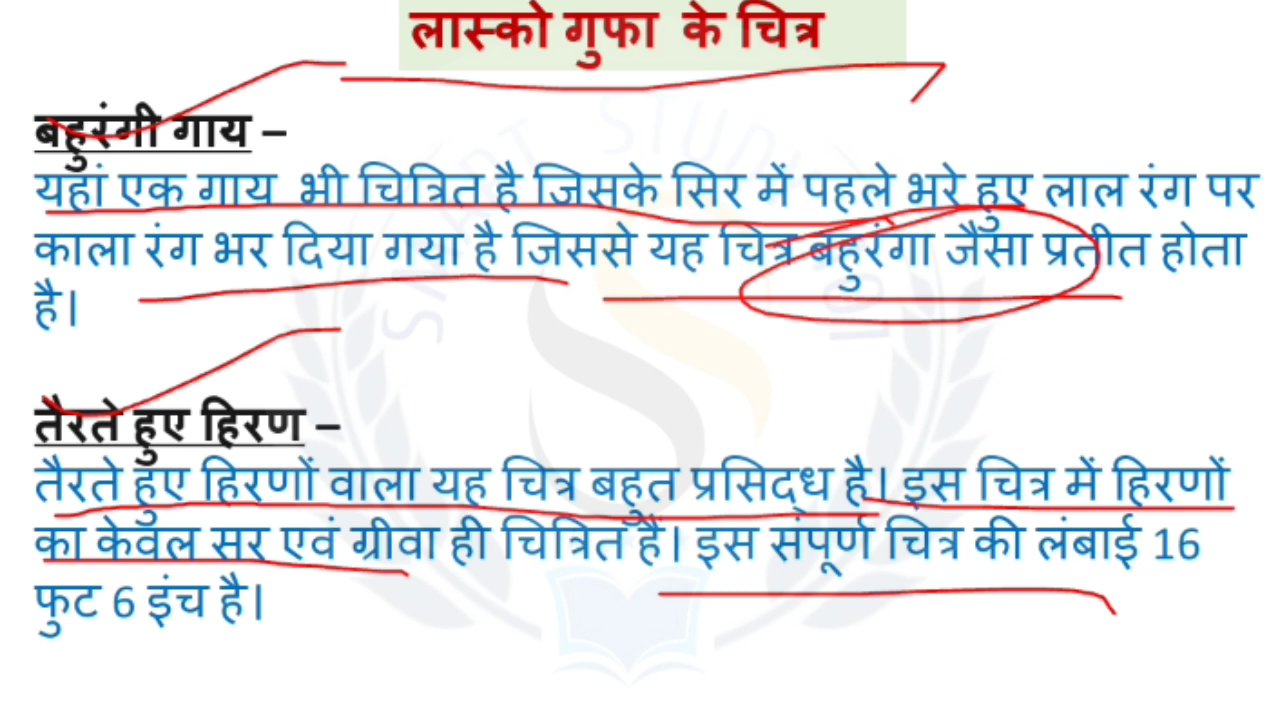 लास्को गुफा के चित्र
बहुरंगी गाय –
यहां एक गाय भी चित्रित है जिसके सिर में पहले भरे हुए लाल रंग पर
काला रंग भर दिया गया है जिससे यह चित्र बहुरंगा जैसा प्रतीत होता
है।
तैरते हुए हिरण –
तैरते हुए हिरणों वाला यह चित्र बहुत प्रसिद्ध है। इस चित्र में हिरणों
का केवल सर एवं ग्रीवा ही चित्रित है। इस संपूर्ण चित्र की लंबाई 16
फुट 6 इंच है।